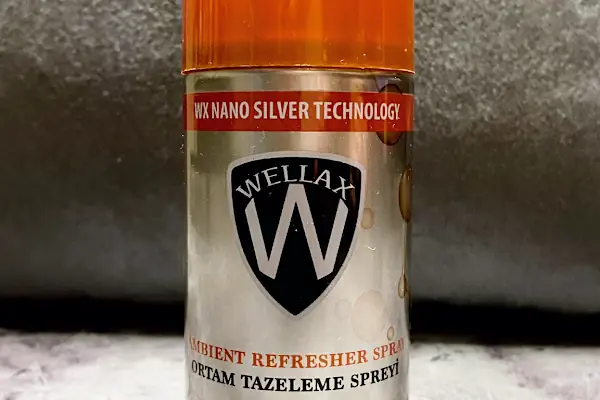 WX NANO SILVER TECHNOLOGY
WELLAX
W
AMBIENT REFRESHER SPRAY
ORTAM TAZELEME SPREYİ